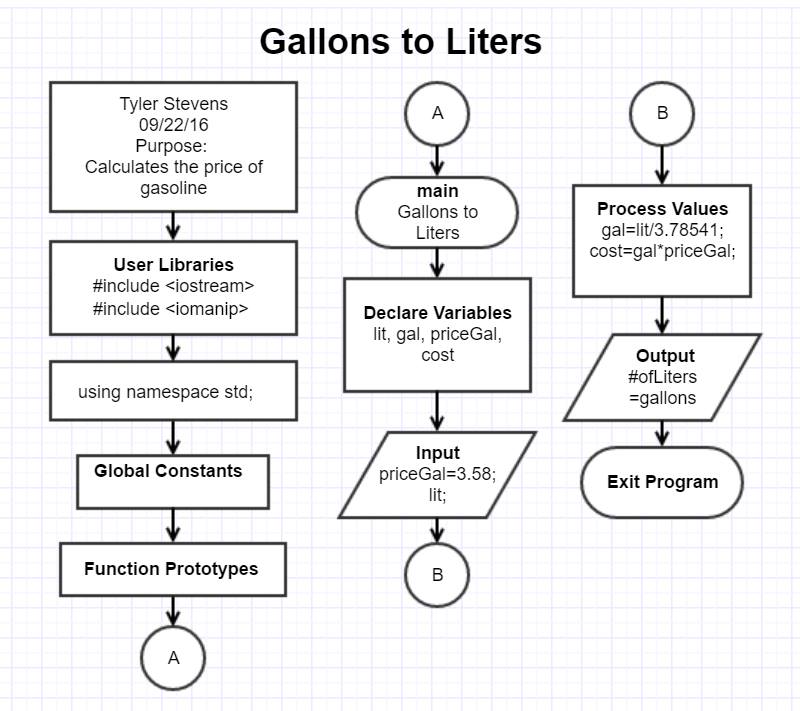 Gallons to Liters
Tyler Stevens
09/22/16
Purpose:
Calculates the price of
gasoline
User Libraries
#include <iostream>
#include <iomanip>
using namespace std;
Global Constants
Function Prototypes
A
A
main
Gallons to
Liters
Declare Variables
lit, gal, priceGal,
cost
Input
priceGal=3.58;
lit;
B
B
Process Values
gal=lit/3.78541;
cost=gal*priceGal;
Output
#ofLiters
=gallons
Exit Program